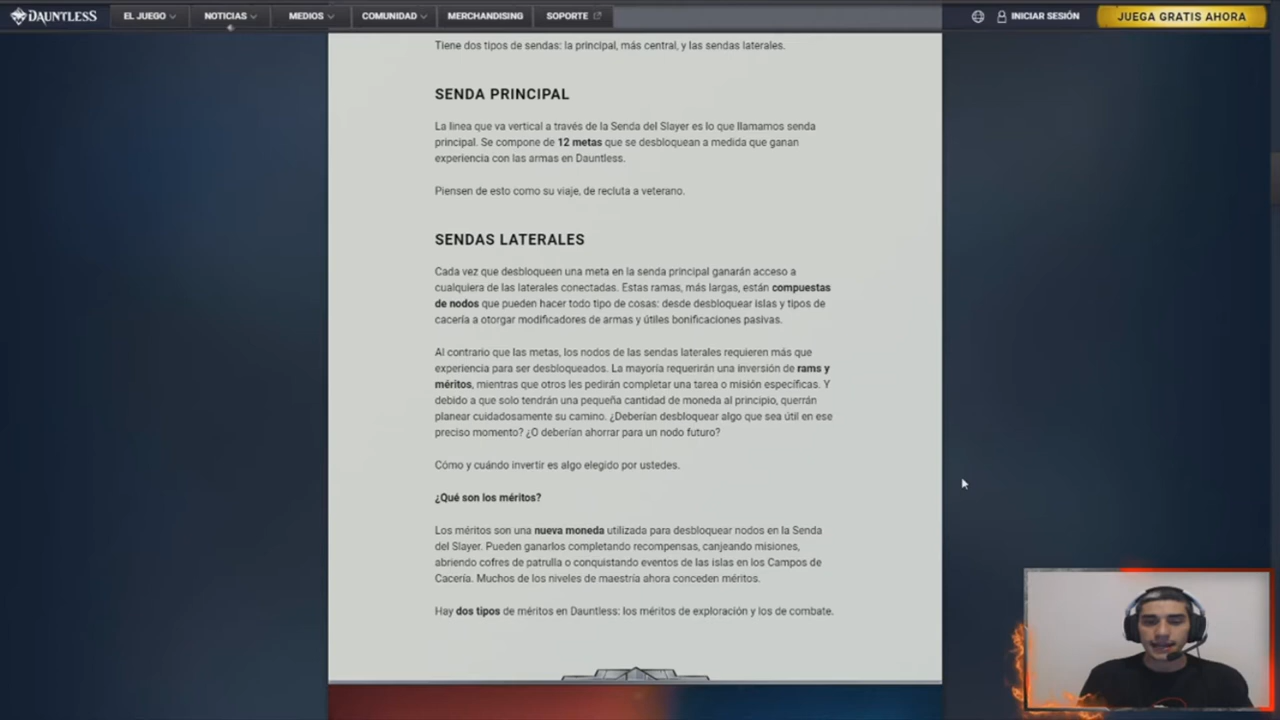 DAUNTLESS EL JUEGO NOTICIAS MEDIOS COMUNIDAD MERCHANDISING SOPORTE INICIAR SESIÓN JUEGA GRATIS AHORA
Tiene dos tipos de sendas: la principal, más central, y las sendas laterales.
SENDA PRINCIPAL
La linea que va vertical a través de la Senda del Slayer es lo que llamamos senda
principal. Se compone de 12 metas que se desbloquean a medida que ganan
experiencia con las armas en Dauntless.
Piensen de esto como su viaje, de recluta a veterano.
SENDAS LATERALES
Cada vez que desbloqueen una meta en la senda principal ganarán acceso a
cualquiera de las laterales conectadas. Estas ramas, más largas, están compuestas
de nodos que pueden hacer todo tipo de cosas: desde desbloquear islas y tipos de
cacería a otorgar modificadores de armas y útiles bonificaciones pasivas.
Al contrario que las metas, los nodos de las sendas laterales requieren más que
experiencia para ser desbloqueados. La mayoría requerirán una inversión de rams y
méritos, mientras que otros les pedirán completar una tarea o misión específicas. Y
debido a que solo tendrán una pequeña cantidad de moneda al principio, querrán
planear cuidadosamente su camino. ¿Deberían desbloquear algo que sea útil en ese
preciso momento? ¿O deberían ahorrar para un nodo futuro?
Cómo y cuándo invertir es algo elegido por ustedes.
¿Qué son los méritos?
Los méritos son una nueva moneda utilizada para desbloquear nodos en la Senda
del Slayer. Pueden ganarlos completando recompensas, canjeando misiones,
abriendo cofres de patrulla o conquistando eventos de las islas en los Campos de
Cacería. Muchos de los niveles de maestría ahora conceden méritos.
Hay dos tipos de méritos en Dauntless: los méritos de exploración y los de combate.